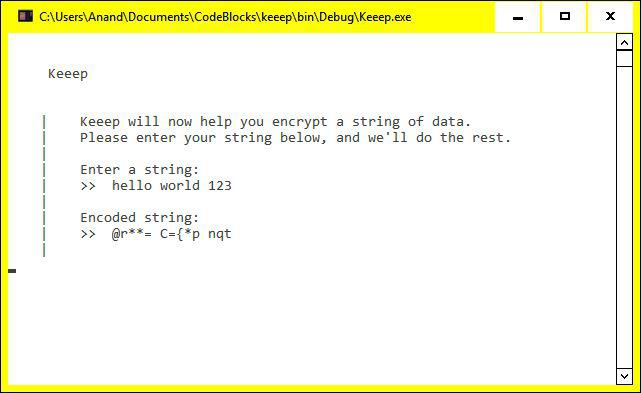 C:\Users\Anand\Documents\CodeBlocks\keeep\bin\Debug\Keeep.exe
Keeep
| Keeep will now help you encrypt a string of data.
| Please enter your string below, and we'll do the rest.
|
| Enter a string:
| >> hello world 123
|
| Encoded string:
| >> @r**= C={*p nqt
|